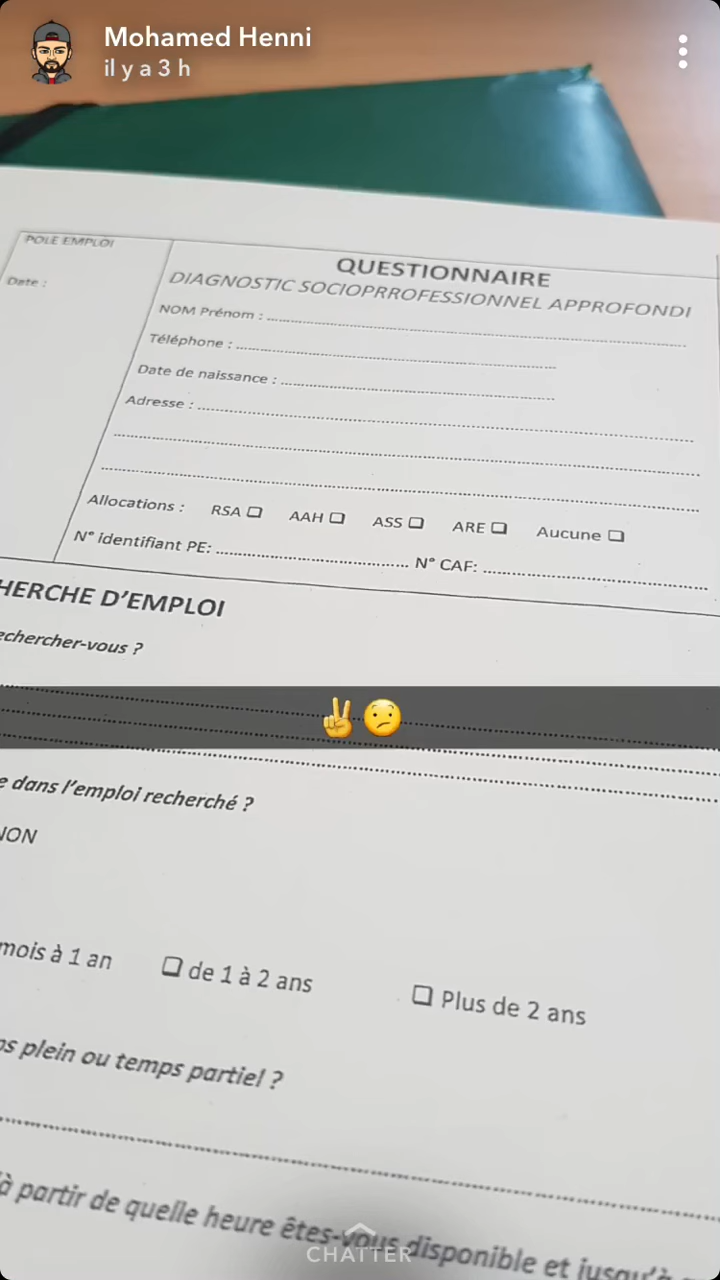 Mohamed Henni
il y a 3 h
POLE EMPLOI
Date :
QUESTIONNAIRE
DIAGNOSTIC SOCIOPRROFESSIONNEL APPROFONDI
NOM Prénom :
Téléphone :
Date de naissance :
Adresse :
Allocations : RSA ❑ AAH ❑ ASS ❑ ARE ❑ Aucune ❑
N° identifiant PE: N° CAF:
HERCHE D'EMPLOI
echercher-vous ?
✌😕
e dans l'emploi recherché ?
NON
mois à 1 an ❑ de 1 à 2 ans ❑ Plus de 2 ans
ps plein ou temps partiel ?
à partir de quelle heure êtes-vous disponible et jusqu'à
CHATTER